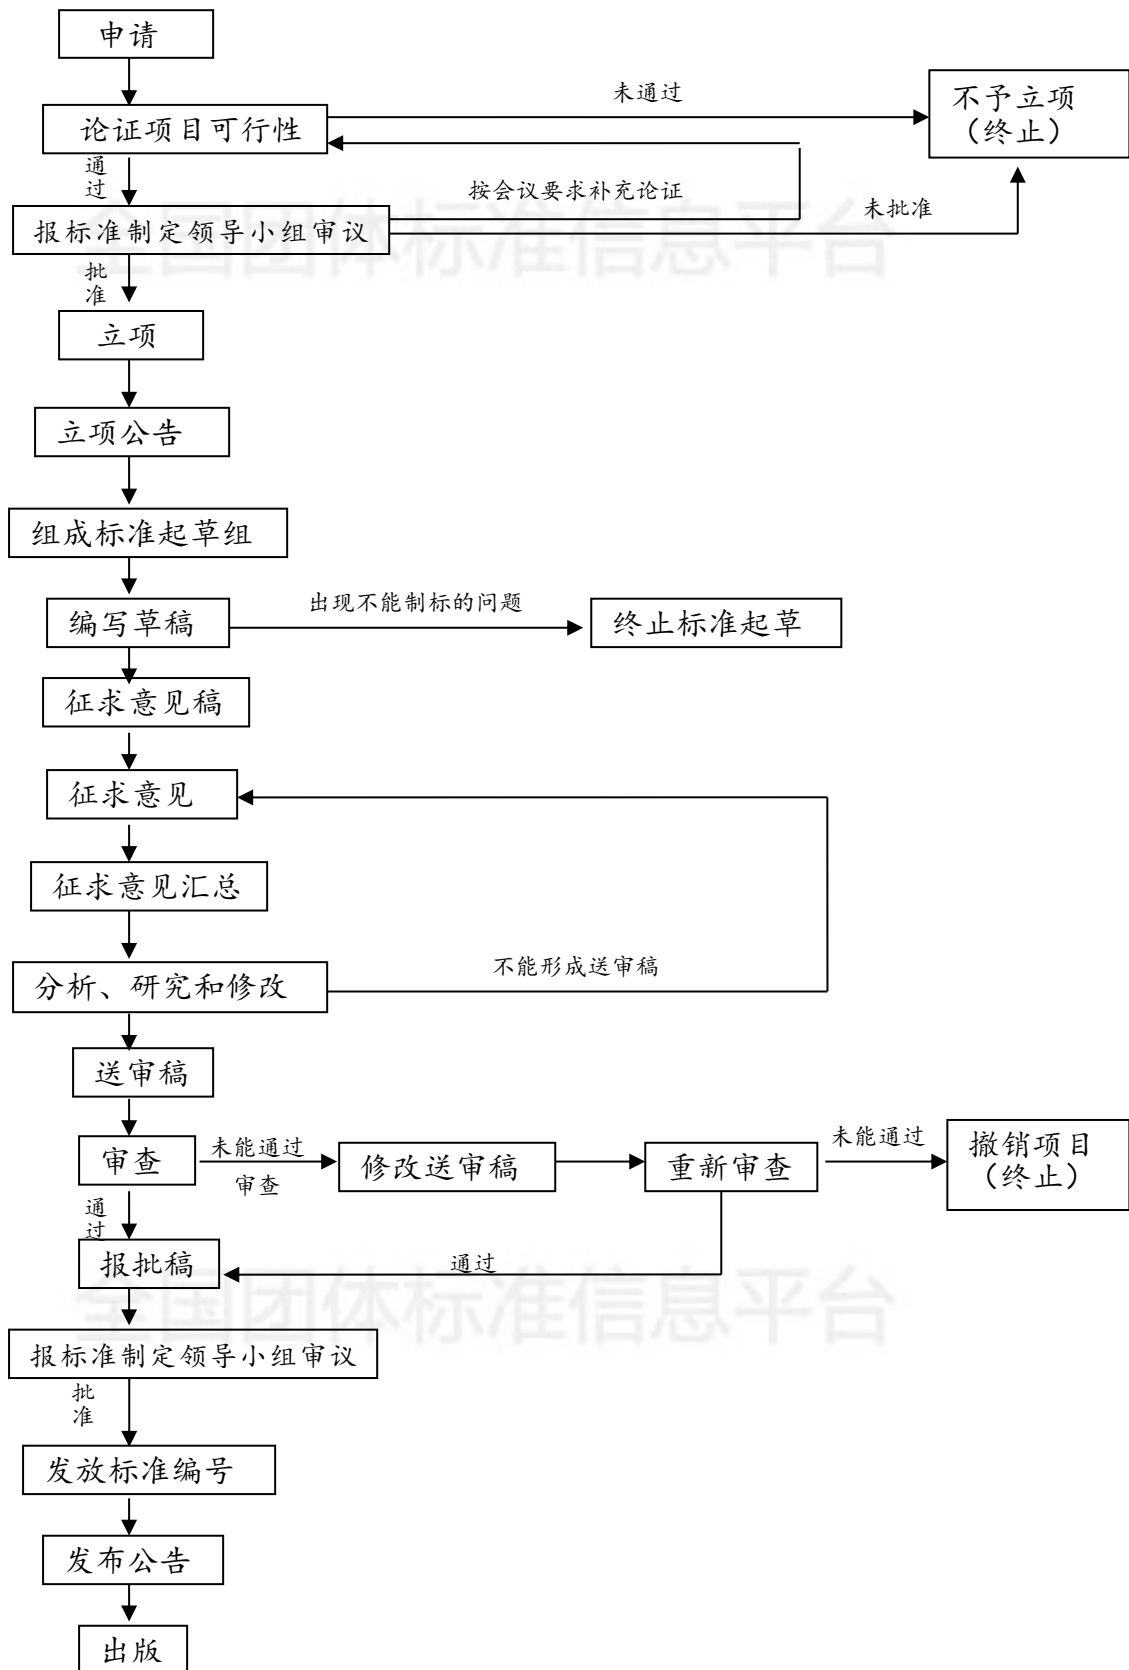 申请
未通过
不予立项
（终止）
论证项目可行性
通
过
按会议要求补充论证
未批准
报标准制定领导小组审议
全国团体标准信息平台
批
准
立项
立项公告
组成标准起草组
出现不能制标的问题
编写草稿
终止标准起草
征求意见稿
征求意见
征求意见汇总
不能形成送审稿
分析、研究和修改
送审稿
审查
未能通过
审查
修改送审稿
重新审查
未能通过
撤销项目
（终止）
通
过
报批稿
通过
全国团体标准信息平台
报标准制定领导小组审议
批
准
发放标准编号
发布公告
出版